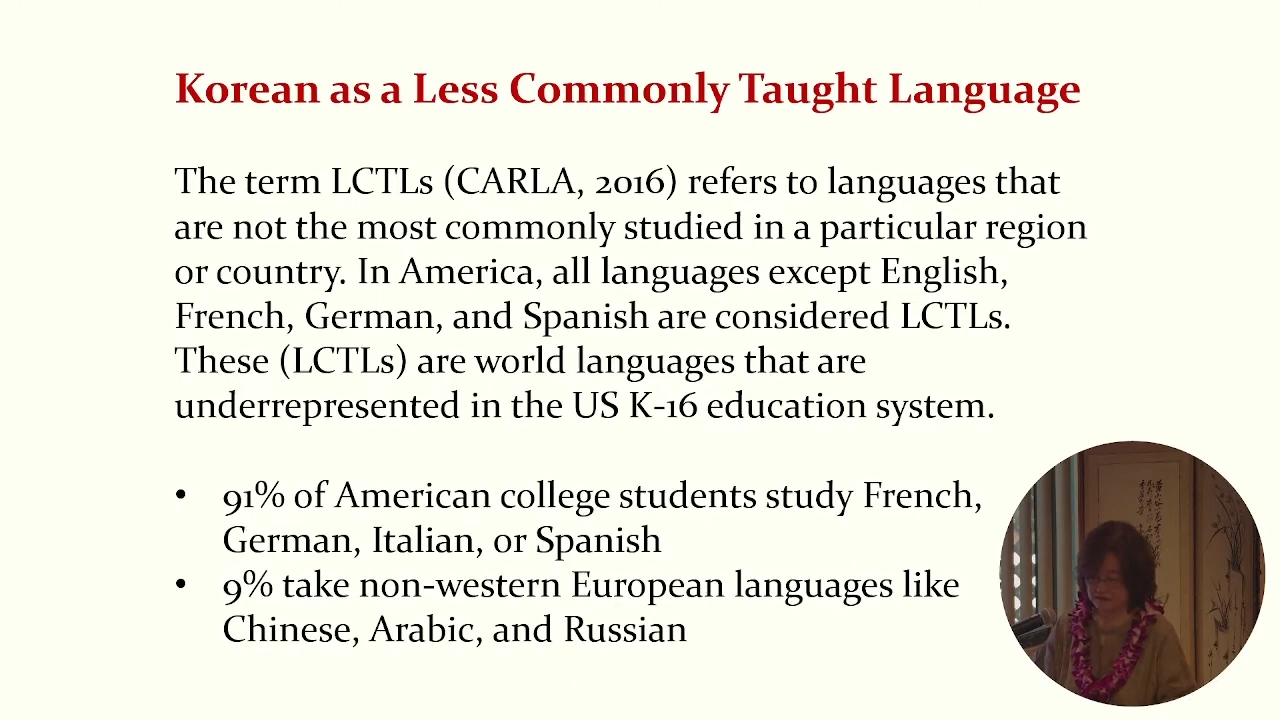 Korean as a Less Commonly Taught Language
The term LCTLs (CARLA, 2016) refers to languages that
are not the most commonly studied in a particular region
or country. In America, all languages except English,
French, German, and Spanish are considered LCTLs.
These (LCTLs) are world languages that are
underrepresented in the US K-16 education system.
• 91% of American college students study French,
German, Italian, or Spanish
• 9% take non-western European languages like
Chinese, Arabic, and Russian